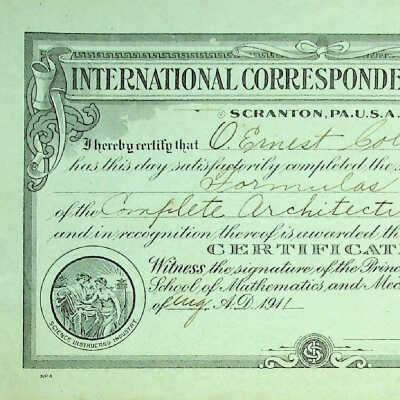 INTERNATIONAL CORRESPONDE
SCRANTON, PA. U.S.A.
I hereby certify that O. Ernest Col
has this day satisfactorily completed the
Formulas
of the Complete Architectu
and in recognition thereof is awarded th
CERTIFICAT
Witness the signature of the Princ
School of Mathematics, and Mec
of Aug A.D. 1911
SCIENCE INSTRUCTING INDUSTRY